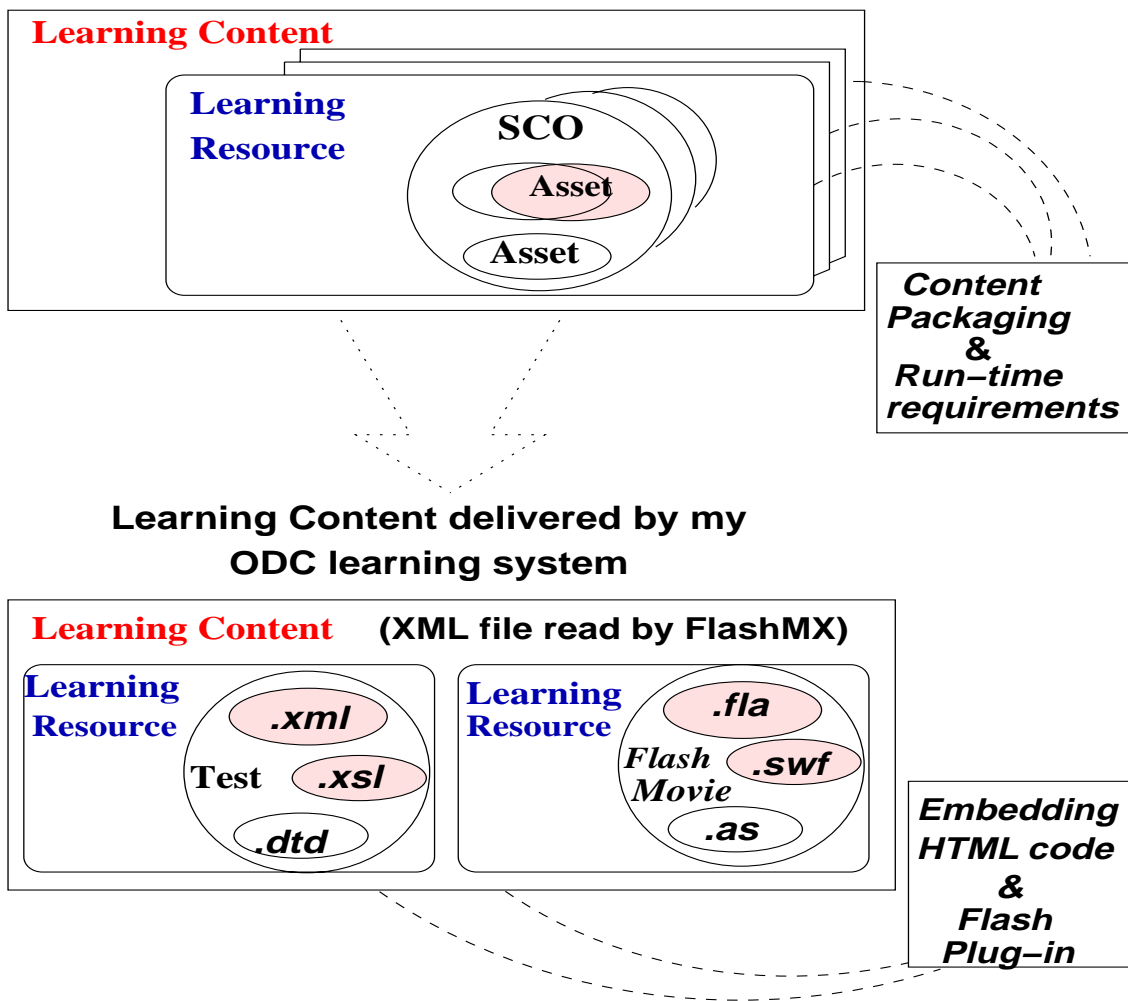 Learning Content
Learning
Resource
SCO
Asset
Asset
Content
Packaging
&
Run–time
requirements
Learning Content delivered by my
ODC learning system
Learning Content (XML file read by FlashMX)
Learning
Resource
.xml
Test
.xsl
.dtd
Learning
Resource
.fla
Flash
Movie
.swf
.as
Embedding
HTML code
&
Flash
Plug–in